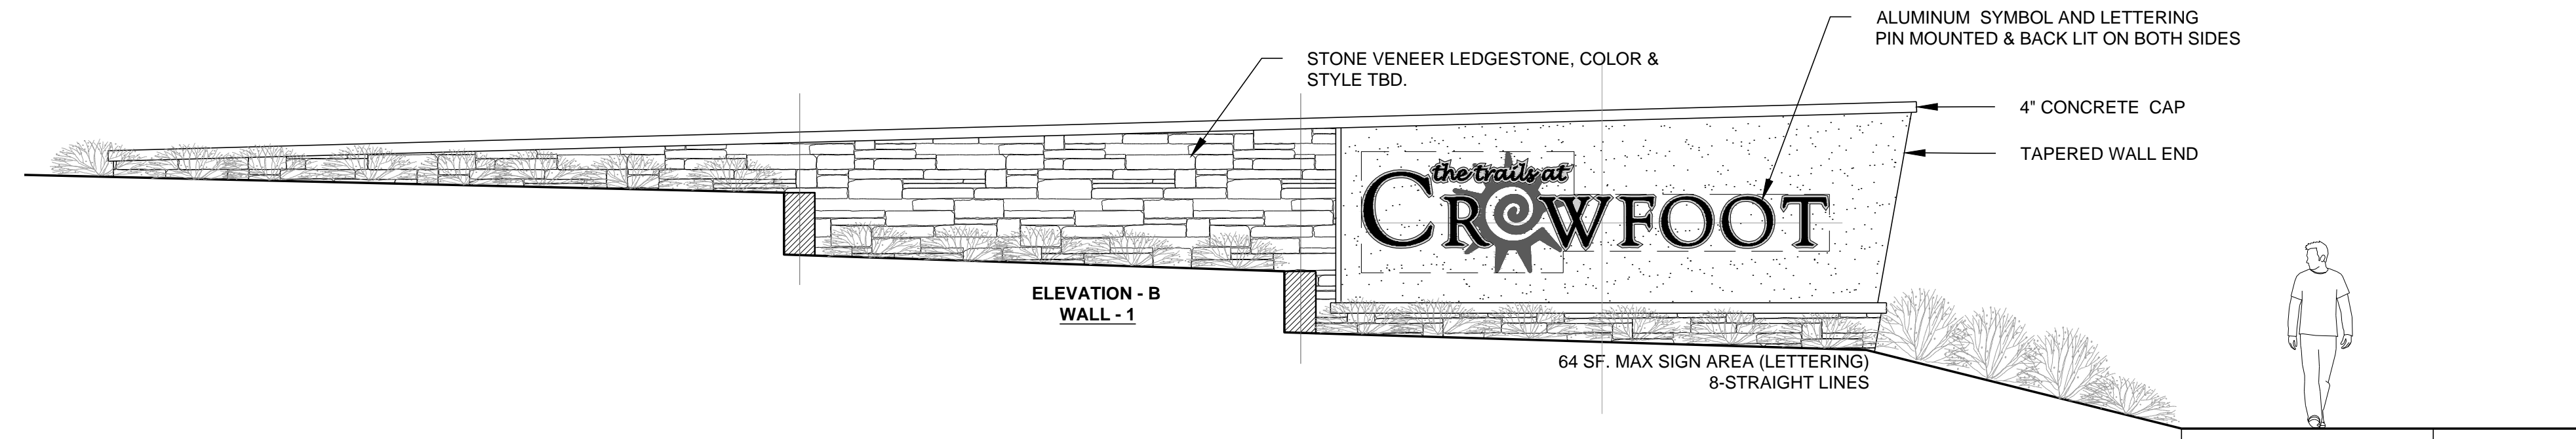 ALUMINUM SYMBOL AND LETTERING
PIN MOUNTED & BACK LIT ON BOTH SIDES
STONE VENEER LEDGESTONE, COLOR &
STYLE TBD.
4" CONCRETE CAP
TAPERED WALL END
the trails at
CROWFOOT
ELEVATION - B
WALL - 1
64 SF. MAX SIGN AREA (LETTERING)
8-STRAIGHT LINES